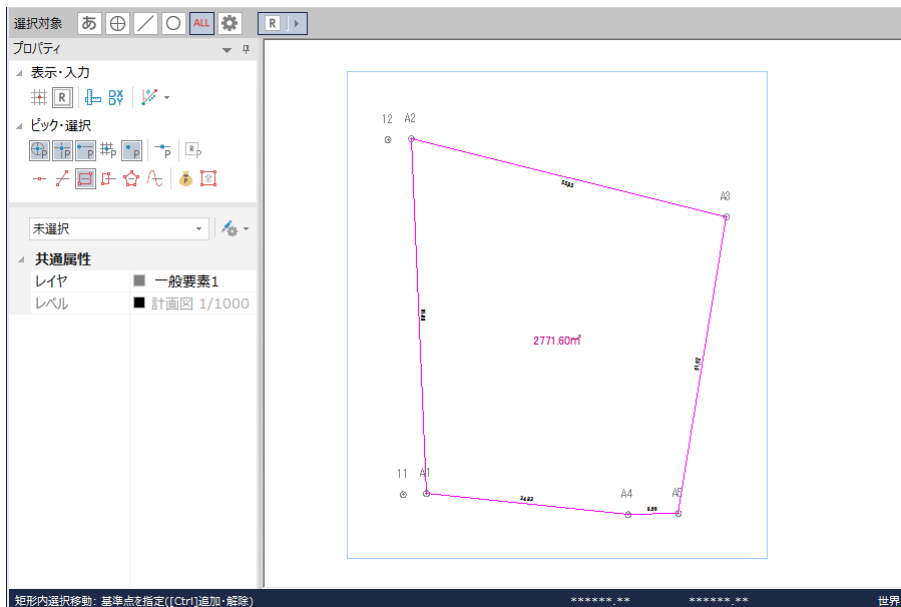 選択対象 あ ALL R
プロパティ
表示・入力
R DX DY
ピック・選択
P P P P P P R P
P 全
未選択
共通属性
レイヤ 一般要素1
レベル 計画図 1/1000
12 A2
A3
2771.60㎡
11 A1
A4 A5
矩形内選択移動: 基準点を指定([Ctrl]追加・解除) ******.** ******.** 世界